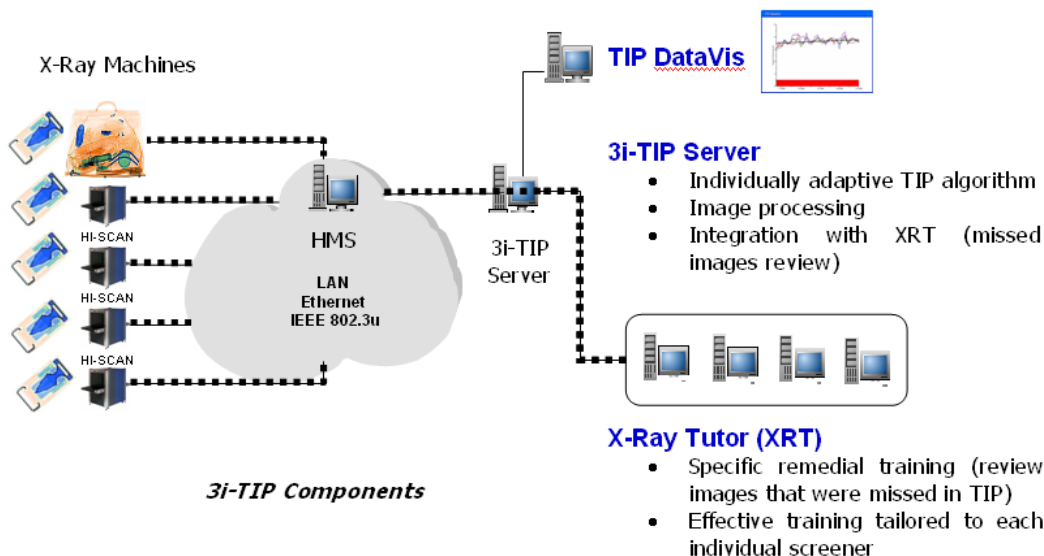 X-Ray Machines
HI-SCAN
HI-SCAN
HI-SCAN
HMS
LAN
Ethernet
IEEE 802.3u
3i-TIP
Server
3i-TIP Components
TIP DataVis
3i-TIP Server
• Individually adaptive TIP algorithm
• Image processing
• Integration with XRT (missed
images review)
X-Ray Tutor (XRT)
• Specific remedial training (review
images that were missed in TIP)
• Effective training tailored to each
individual screener